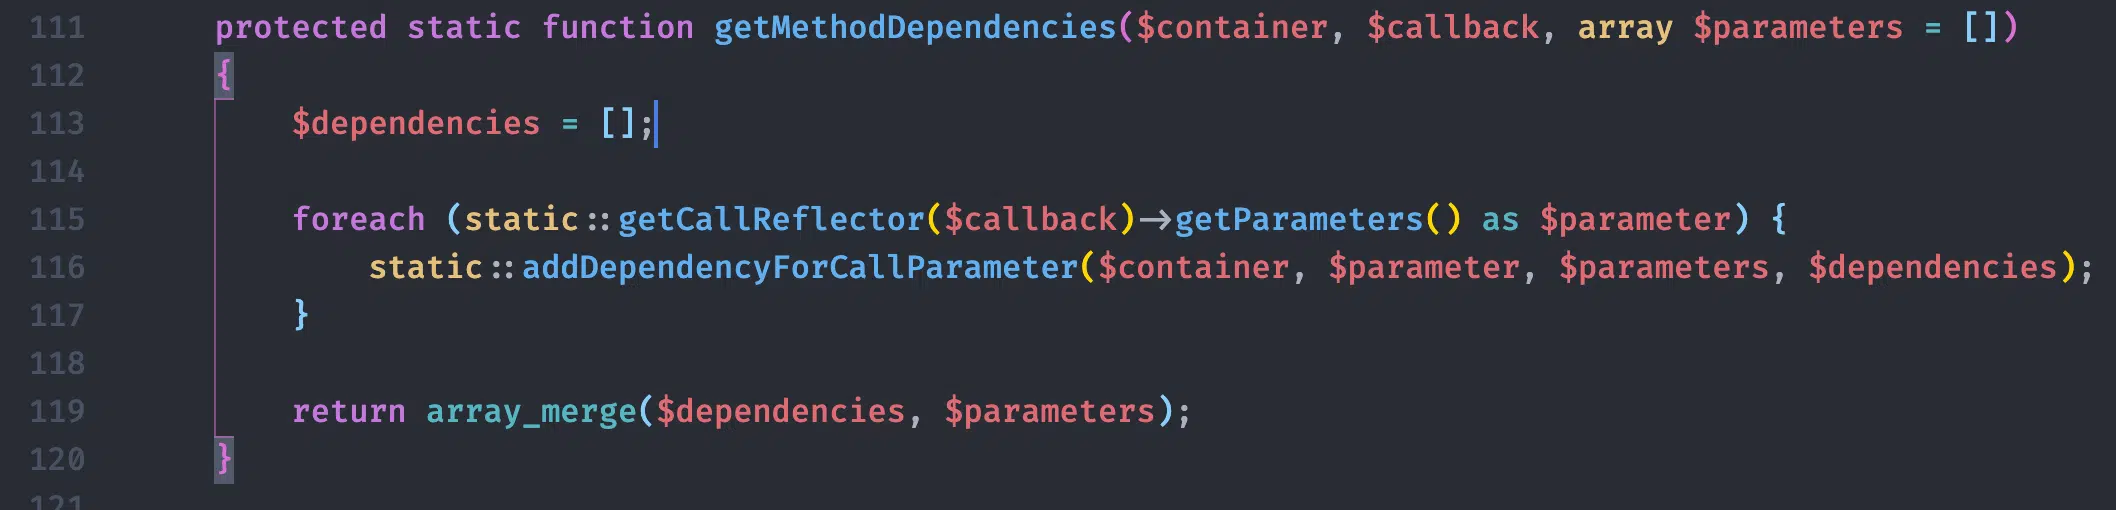 111 protected static function getMethodDependencies($container, $callback, array $parameters = [])
112 {
113 $dependencies = [];
114
115 foreach (static::getCallReflector($callback)->getParameters() as $parameter) {
116 static::addDependencyForCallParameter($container, $parameter, $parameters, $dependencies);
117 }
118
119 return array_merge($dependencies, $parameters);
120 }
121